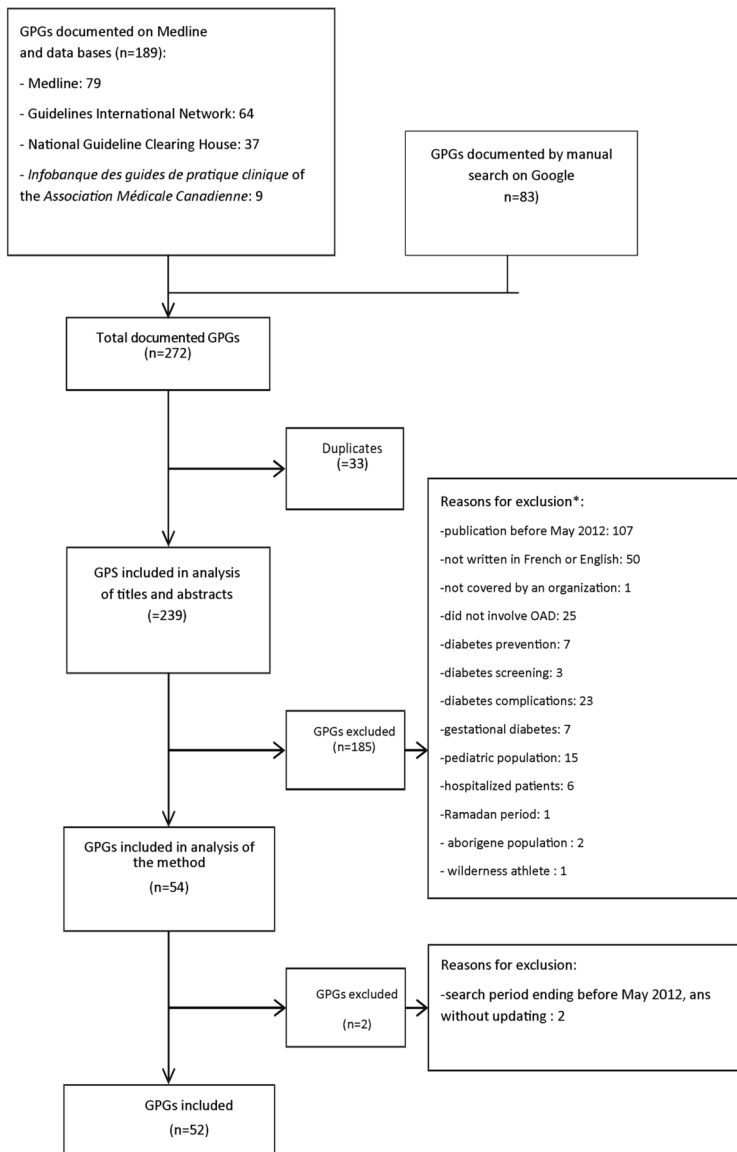 GPGs documented on Medline
and data bases (n=189):
- Medline: 79
- Guidelines International Network: 64
- National Guideline Clearing House: 37
- Infobanque des guides de pratique clinique of
the Association Médicale Canadienne: 9
GPGs documented by manual
search on Google
n=83)
Total documented GPGs
(n=272)
Duplicates
(=33)
GPS included in analysis
of titles and abstracts
(=239)
GPGs excluded
(n=185)
Reasons for exclusion*:
-publication before May 2012: 107
-not written in French or English: 50
-not covered by an organization: 1
-did not involve OAD: 25
-diabetes prevention: 7
-diabetes screening: 3
-diabetes complications: 23
-gestational diabetes: 7
-pediatric population: 15
-hospitalized patients: 6
-Ramadan period: 1
- aborigene population : 2
- wilderness athlete : 1
GPGs included in analysis of
the method
(n=54)
GPGs excluded
(n=2)
Reasons for exclusion:
-search period ending before May 2012, ans
without updating : 2
GPGs included
(n=52)